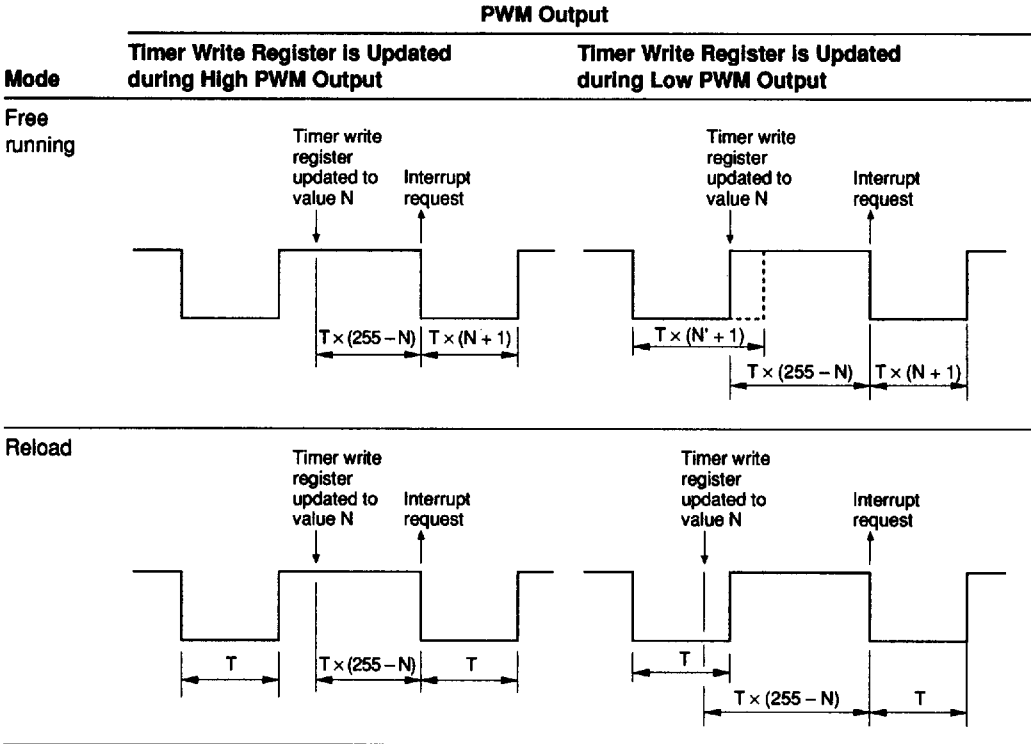 PWM Output
Mode
Timer Write Register is Updated
during High PWM Output
Timer Write Register is Updated
during Low PWM Output
Free
running
Timer write
register
updated to
value N
Interrupt
request
T × (255 – N)
T × (N + 1)
Timer write
register
updated to
value N
Interrupt
request
T × (N' + 1)
T × (255 – N)
T × (N + 1)
Reload
Timer write
register
updated to
value N
Interrupt
request
T
T × (255 – N)
T
Timer write
register
updated to
value N
Interrupt
request
T
T × (255 – N)
T